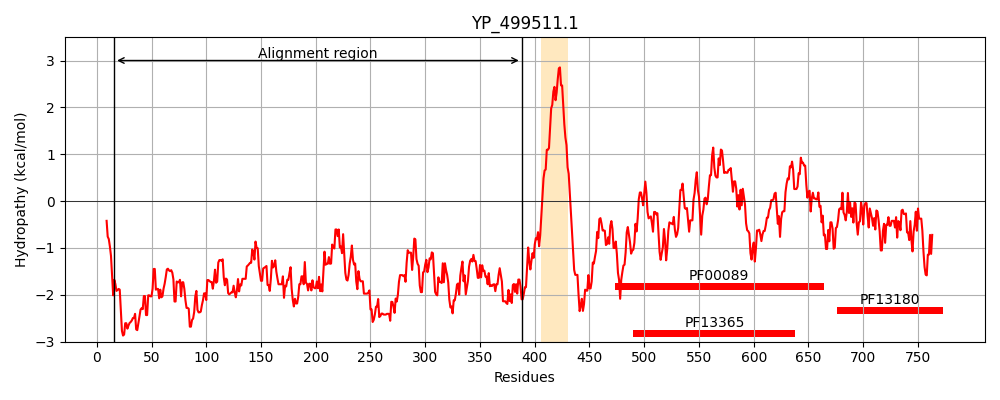 YP_499511.1
Hydropathy (kcal/mol)
3
2
1
0
−1
−2
−3
Alignment region
PF00089
PF13180
PF13365
0 50 100 150 200 250 300 350 400 450 500 550 600 650 700 750
Residues